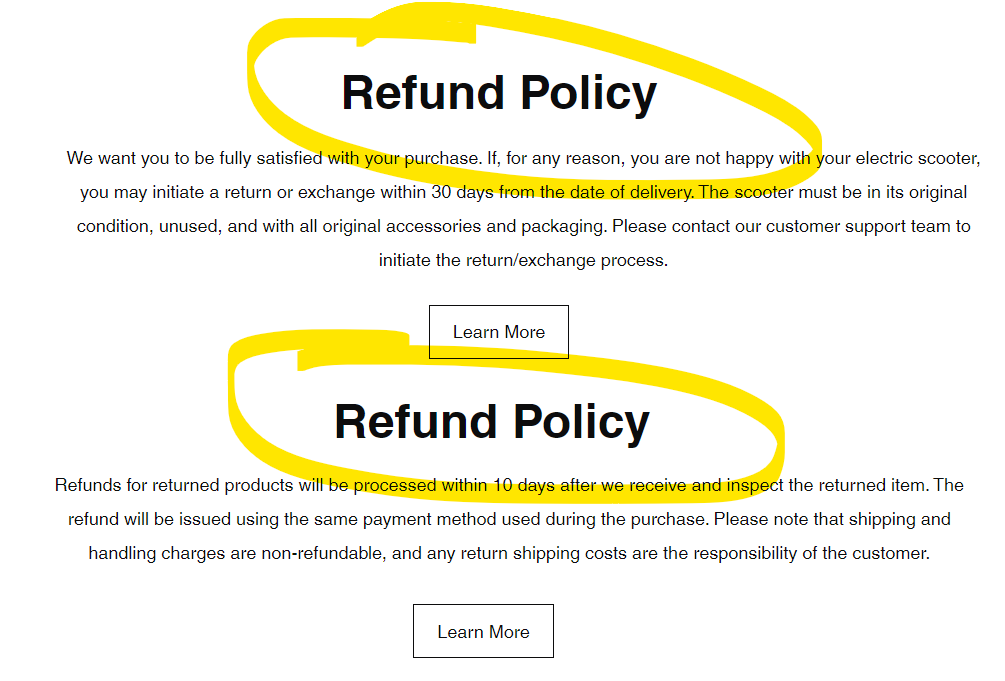 Refund Policy
We want you to be fully satisfied with your purchase. If, for any reason, you are not happy with your electric scooter,
you may initiate a return or exchange within 30 days from the date of delivery. The scooter must be in its original
condition, unused, and with all original accessories and packaging. Please contact our customer support team to
initiate the return/exchange process.
Learn More
Refund Policy
Refunds for returned products will be processed within 10 days after we receive and inspect the returned item. The
refund will be issued using the same payment method used during the purchase. Please note that shipping and
handling charges are non-refundable, and any return shipping costs are the responsibility of the customer.
Learn More